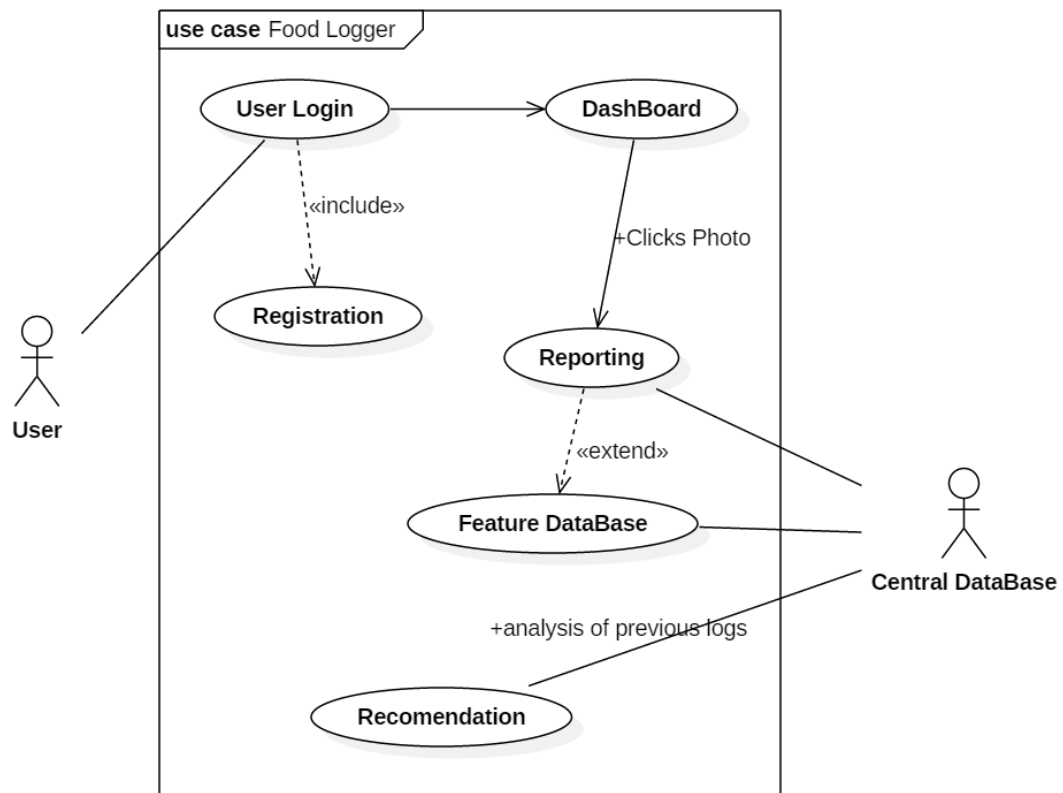 use case Food Logger
User Login
DashBoard
«include»
+Clicks Photo
Registration
Reporting
User
«extend»
Feature DataBase
Central DataBase
+analysis of previous logs
Recomendation